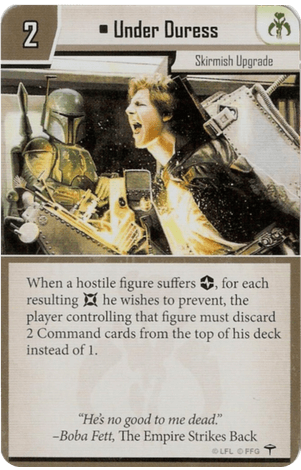 2
▪ Under Duress
Skirmish Upgrade
When a hostile figure suffers , for each
resulting he wishes to prevent, the
player controlling that figure must discard
2 Command cards from the top of his deck
instead of 1.
"He's no good to me dead."
–Boba Fett, The Empire Strikes Back
© LFL © FFG